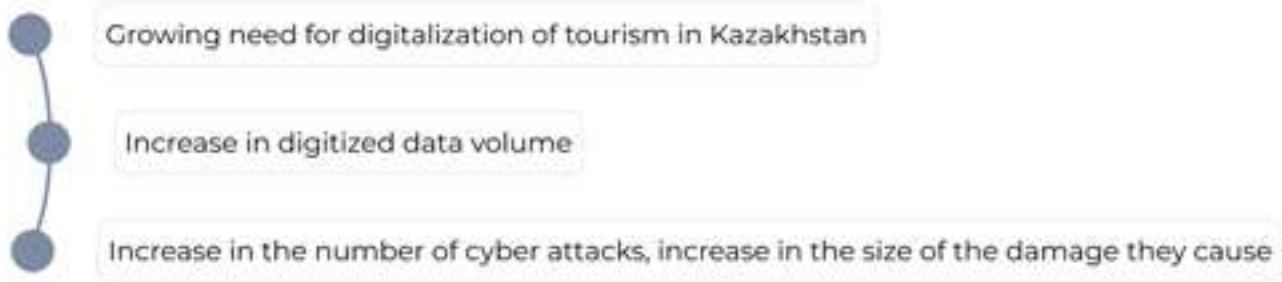 Growing need for digitalization of tourism in Kazakhstan
Increase in digitized data volume
Increase in the number of cyber attacks, increase in the size of the damage they cause